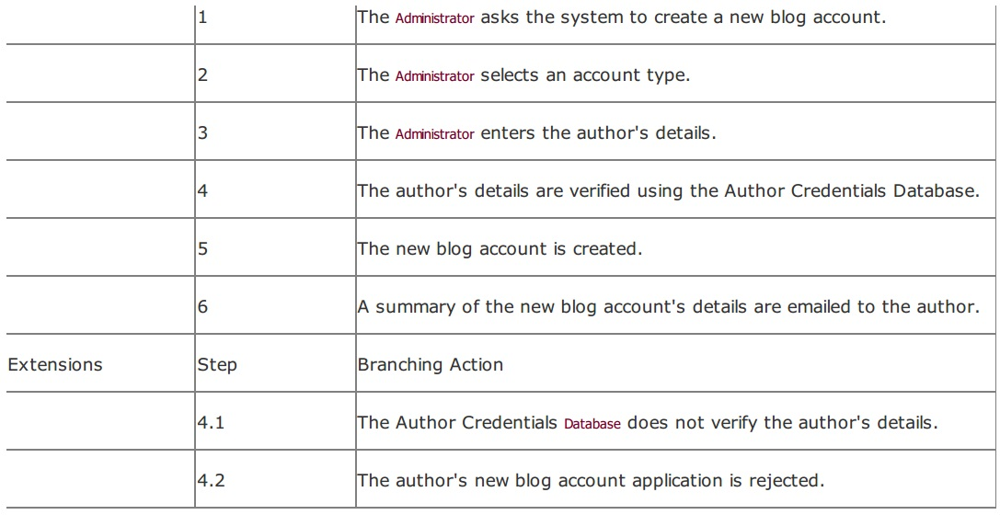 1 The Administrator asks the system to create a new blog account.
2 The Administrator selects an account type.
3 The Administrator enters the author's details.
4 The author's details are verified using the Author Credentials Database.
5 The new blog account is created.
6 A summary of the new blog account's details are emailed to the author.
Extensions Step Branching Action
4.1 The Author Credentials Database does not verify the author's details.
4.2 The author's new blog account application is rejected.